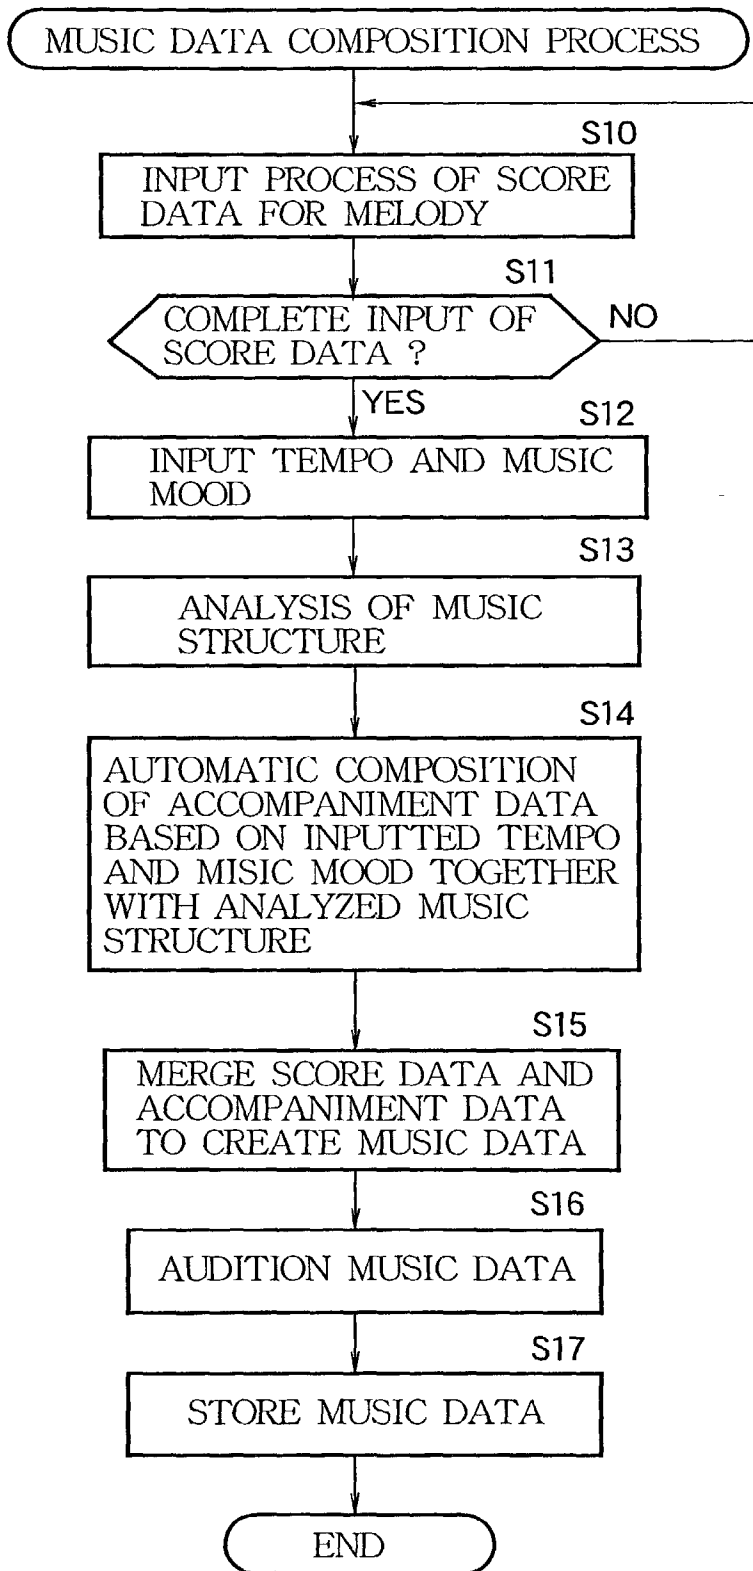 MUSIC DATA COMPOSITION PROCESS
S10
INPUT PROCESS OF SCORE
DATA FOR MELODY
S11
COMPLETE INPUT OF
SCORE DATA ?
NO
YES
S12
INPUT TEMPO AND MUSIC
MOOD
S13
ANALYSIS OF MUSIC
STRUCTURE
S14
AUTOMATIC COMPOSITION
OF ACCOMPANIMENT DATA
BASED ON INPUTTED TEMPO
AND MISIC MOOD TOGETHER
WITH ANALYZED MUSIC
STRUCTURE
S15
MERGE SCORE DATA AND
ACCOMPANIMENT DATA
TO CREATE MUSIC DATA
S16
AUDITION MUSIC DATA
S17
STORE MUSIC DATA
END